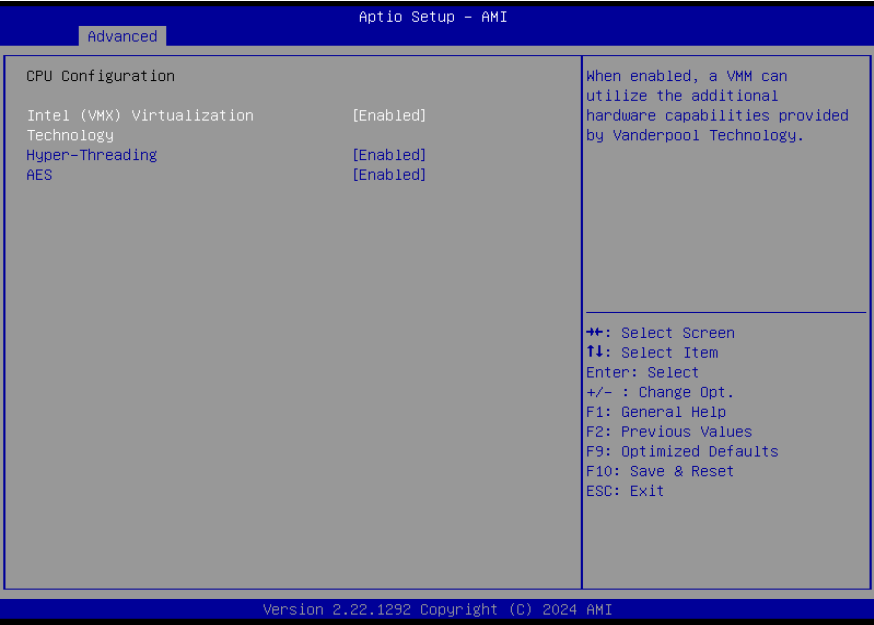 Aptio Setup – AMI
Advanced
CPU Configuration
Intel (VMX) Virtualization [Enabled]
Technology
Hyper-Threading [Enabled]
AES [Enabled]
When enabled, a VMM can
utilize the additional
hardware capabilities provided
by Vanderpool Technology.
→←: Select Screen
↑↓: Select Item
Enter: Select
+/- : Change Opt.
F1: General Help
F2: Previous Values
F9: Optimized Defaults
F10: Save & Reset
ESC: Exit
Version 2.22.1292 Copyright (C) 2024 AMI